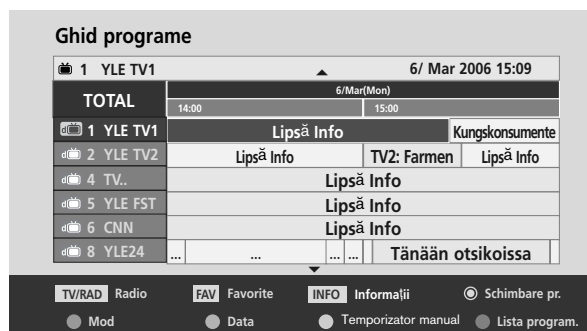 Ghid programe
1 YLE TV1 6/ Mar 2006 15:09
TOTAL 6/Mar(Mon)
14:00 15:00
1 YLE TV1 Lipsă Info Kungskonsumente
2 YLE TV2 Lipsă Info TV2: Farmen Lipsă Info
4 TV.. Lipsă Info
5 YLE FST Lipsă Info
6 CNN Lipsă Info
8 YLE24 ... ... ... ... Tänään otsikoissa
TV/RAD Radio FAV Favorite INFO Informaţii Schimbare pr.
Mod Data Temporizator manual Lista program.